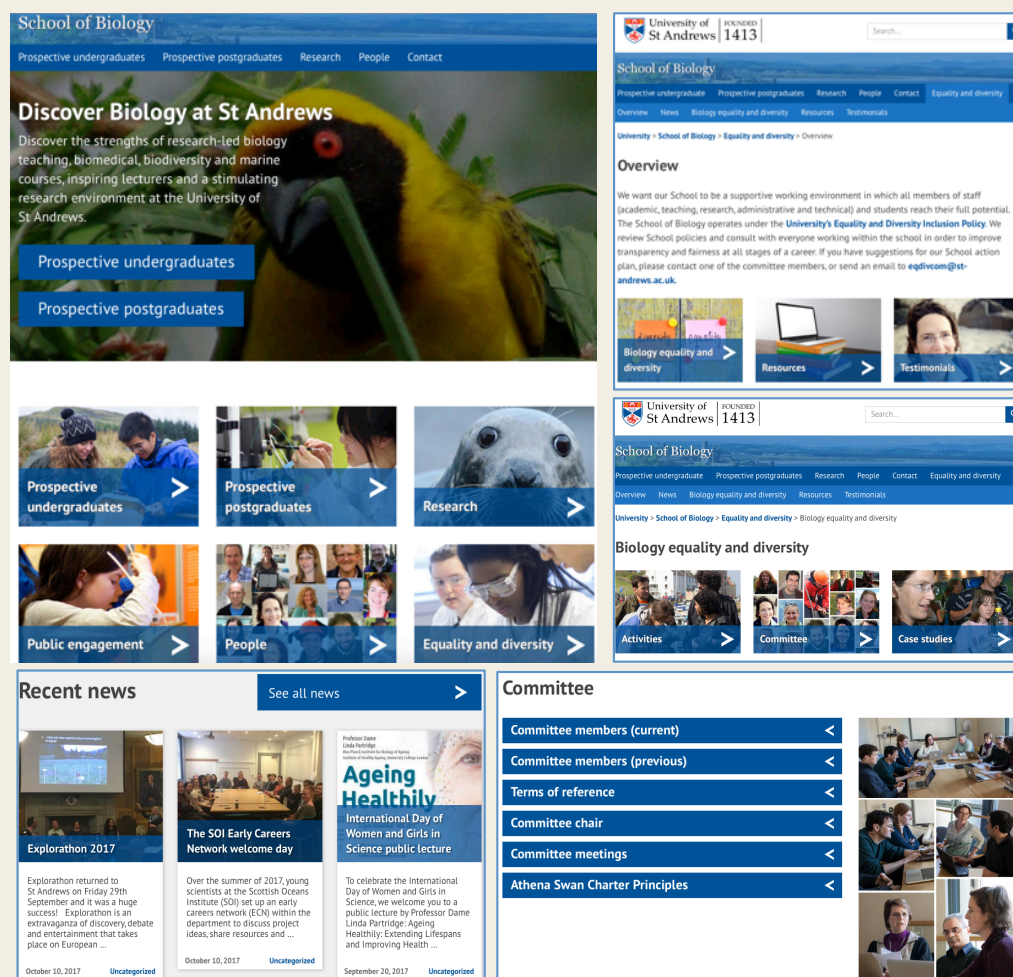 School of Biology
Prospective undergraduates Prospective postgraduates Research People Contact
Discover Biology at St Andrews
Discover the strengths of research-led biology
teaching, biomedical, biodiversity and marine
courses, inspiring lecturers and a stimulating
research environment at the University of
St Andrews.
Prospective undergraduates
Prospective postgraduates
Prospective
undergraduates
Prospective
postgraduates
Research
Public engagement
People
Equality and diversity
University of
St Andrews
FOUNDED
1413
Search...
School of Biology
Prospective undergraduate Prospective postgraduates Research People Contact Equality and diversity
Overview News Biology equality and diversity Resources Testimonials
University > School of Biology > Equality and diversity > Overview
Overview
We want our School to be a supportive working environment in which all members of staff
(academic, teaching, research, administrative and technical) and students reach their full potential.
The School of Biology operates under the University's Equality and Diversity Inclusion Policy. We
review School policies and consult with everyone working within the school in order to improve
transparency and fairness at all stages of a career. If you have suggestions for our School action
plan, please contact one of the committee members, or send an email to eqdivcom@st-
andrews.ac.uk.
diversity equality
Biology equality and
diversity
Resources
Testimonials
University of
St Andrews
FOUNDED
1413
Search...
School of Biology
Prospective undergraduate Prospective postgraduates Research People Contact Equality and diversity
Overview News Biology equality and diversity Resources Testimonials
University > School of Biology > Equality and diversity > Biology equality and diversity
Biology equality and diversity
Activities
Committee
Case studies
Recent news
See all news
Explorathon 2017
Explorathon returned to
St Andrews on Friday 29th
September and it was a huge
success! Explorathon is an
extravaganza of discovery, debate
and entertainment that takes
place on European ...
October 10, 2017 Uncategorized
The SOI Early Careers
Network welcome day
Over the summer of 2017, young
scientists at the Scottish Oceans
Institute (SOI) set up an early
careers network (ECN) within the
department to discuss project
ideas, share resources and ...
October 10, 2017 Uncategorized
Professor Dame
Linda Partridge
Max Planck Institute for Biology of Ageing,
Institute of Healthy Ageing, University College London
Ageing
Healthily
International Day of
Women and Girls in
Science public lecture
To celebrate the International
Day of Women and Girls in
Science, we welcome you to a
public lecture by Professor Dame
Linda Partridge: Ageing
Healthily: Extending Lifespans
and Improving Health ...
September 20, 2017 Uncategorized
Committee
Committee members (current)
Committee members (previous)
Terms of reference
Committee chair
Committee meetings
Athena Swan Charter Principles